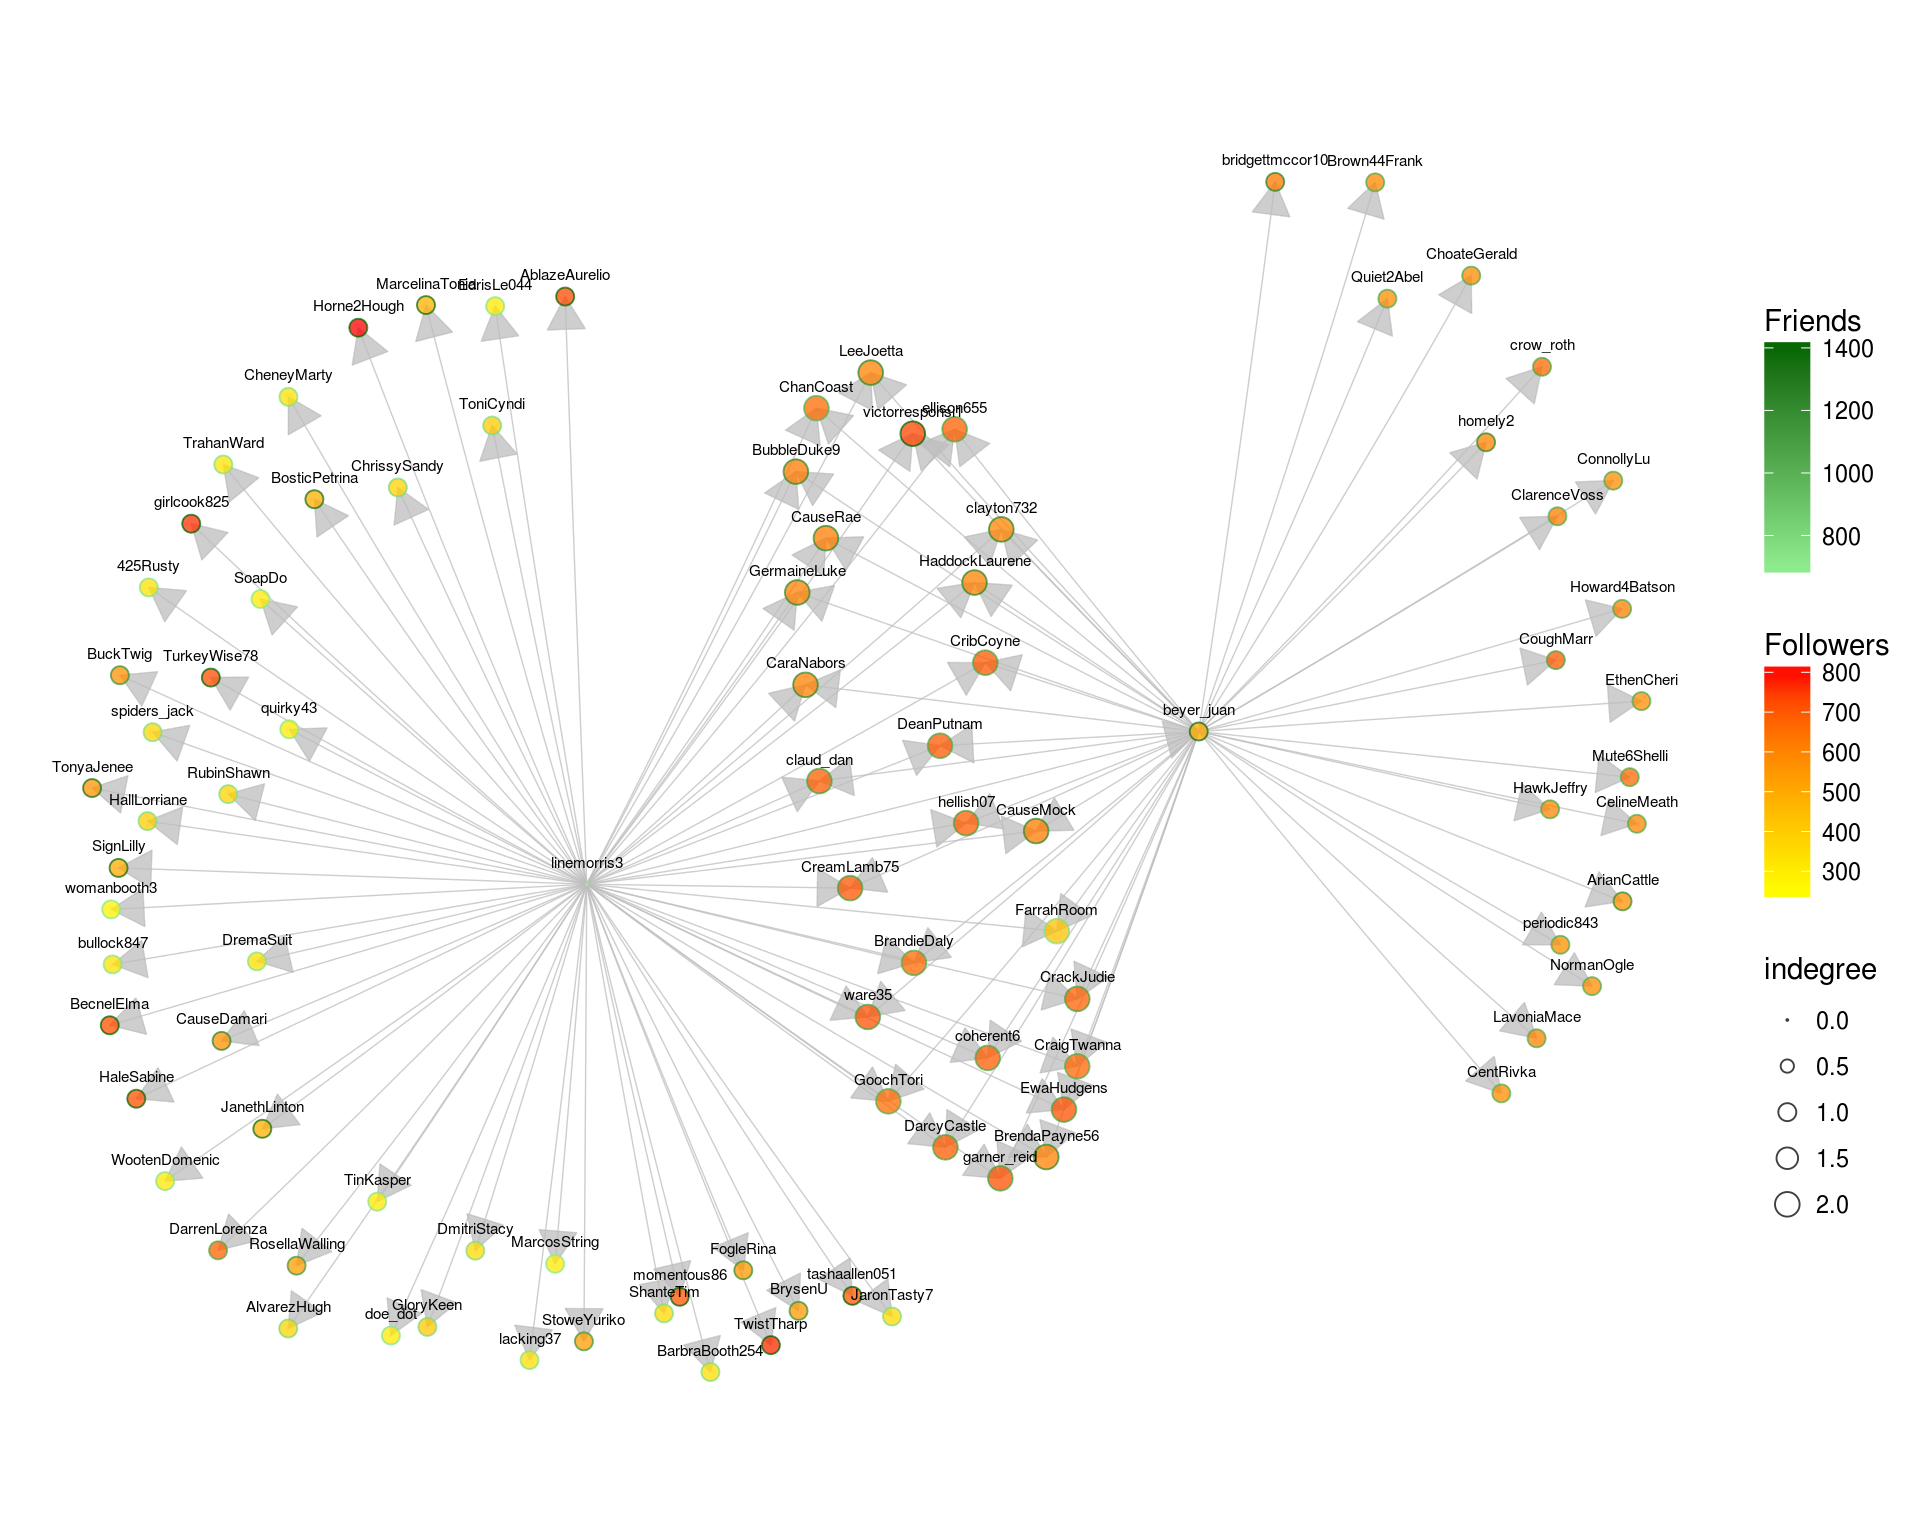 bridgettmccor10
Brown44Frank
ChoateGerald
Quiet2Abel
AblazeAurelio
MarcelinaTonia
EdrisLe044
Horne2Hough
crow_roth
LeeJoetta
CheneyMarty
ChanCoast
ToniCyndi
ellison655
homely2
TrahanWard
BubbleDuke9
ConnollyLu
ChrissySandy
BosticPetrina
ClarenceVoss
girlcook825
clayton732
CauseRae
HaddockLaurene
425Rusty
GermaineLuke
SoapDo
Howard4Batson
CoughMarr
CribCoyne
BuckTwig
TurkeyWise78
CaraNabors
EthenCheri
quirky43
spiders_jack
beyer_juan
DeanPutnam
Mute6Shelli
claud_dan
TonyaJenee
RubinShawn
HawkJeffry
HallLorriane
hellish07
CauseMock
CelineMeath
SignLilly
linemorris3
CreamLamb75
womanbooth3
ArianCattle
FarrahRoom
periodic843
bullock847
DremaSuit
BrandieDaly
NormanOgle
CrackJudie
BecnelElma
CauseDamari
ware35
LavoniaMace
coherent6
CraigTwanna
HaleSabine
GoochTori
CentRivka
EwaHudgens
JanethLinton
DarcyCastle
BrendaPayne56
garner_reid
WootenDomenic
TinKasper
DarrenLorenza
RosellaWalling
DmitriStacy
MarcosString
FogleRina
momentous86
tashaallen051
ShanteTim
BrysenU
JaronTasty7
AlvarezHugh
doe_dot
GloryKeen
StoweYuriko
TwistTharp
lacking37
BarbraBooth254
Friends
1400
1200
1000
800
Followers
800
700
600
500
400
300
indegree
0.0
0.5
1.0
1.5
2.0